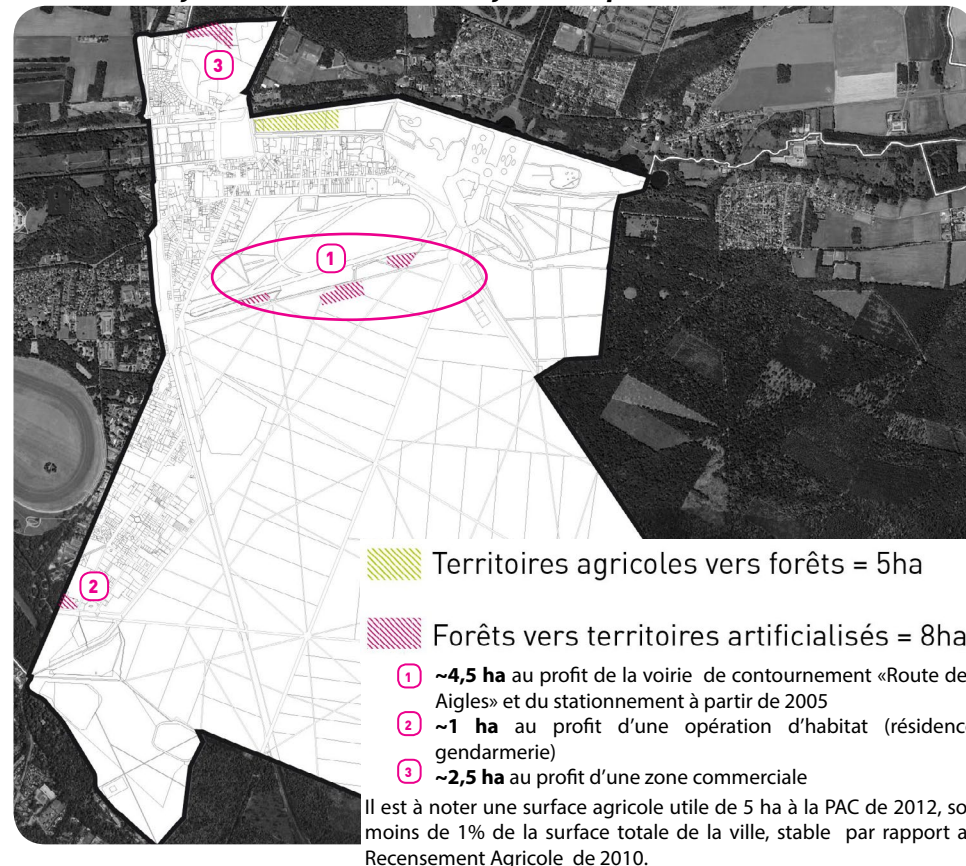 3
1
2
Territoires agricoles vers forêts = 5ha
Forêts vers territoires artificialisés = 8ha
1 ~4,5 ha au profit de la voirie de contournement «Route de
Aigles» et du stationnement à partir de 2005
2 ~1 ha au profit d'une opération d'habitat (résidenc
gendarmerie)
3 ~2,5 ha au profit d'une zone commerciale
Il est à noter une surface agricole utile de 5 ha à la PAC de 2012, so
moins de 1% de la surface totale de la ville, stable par rapport a
Recensement Agricole de 2010.